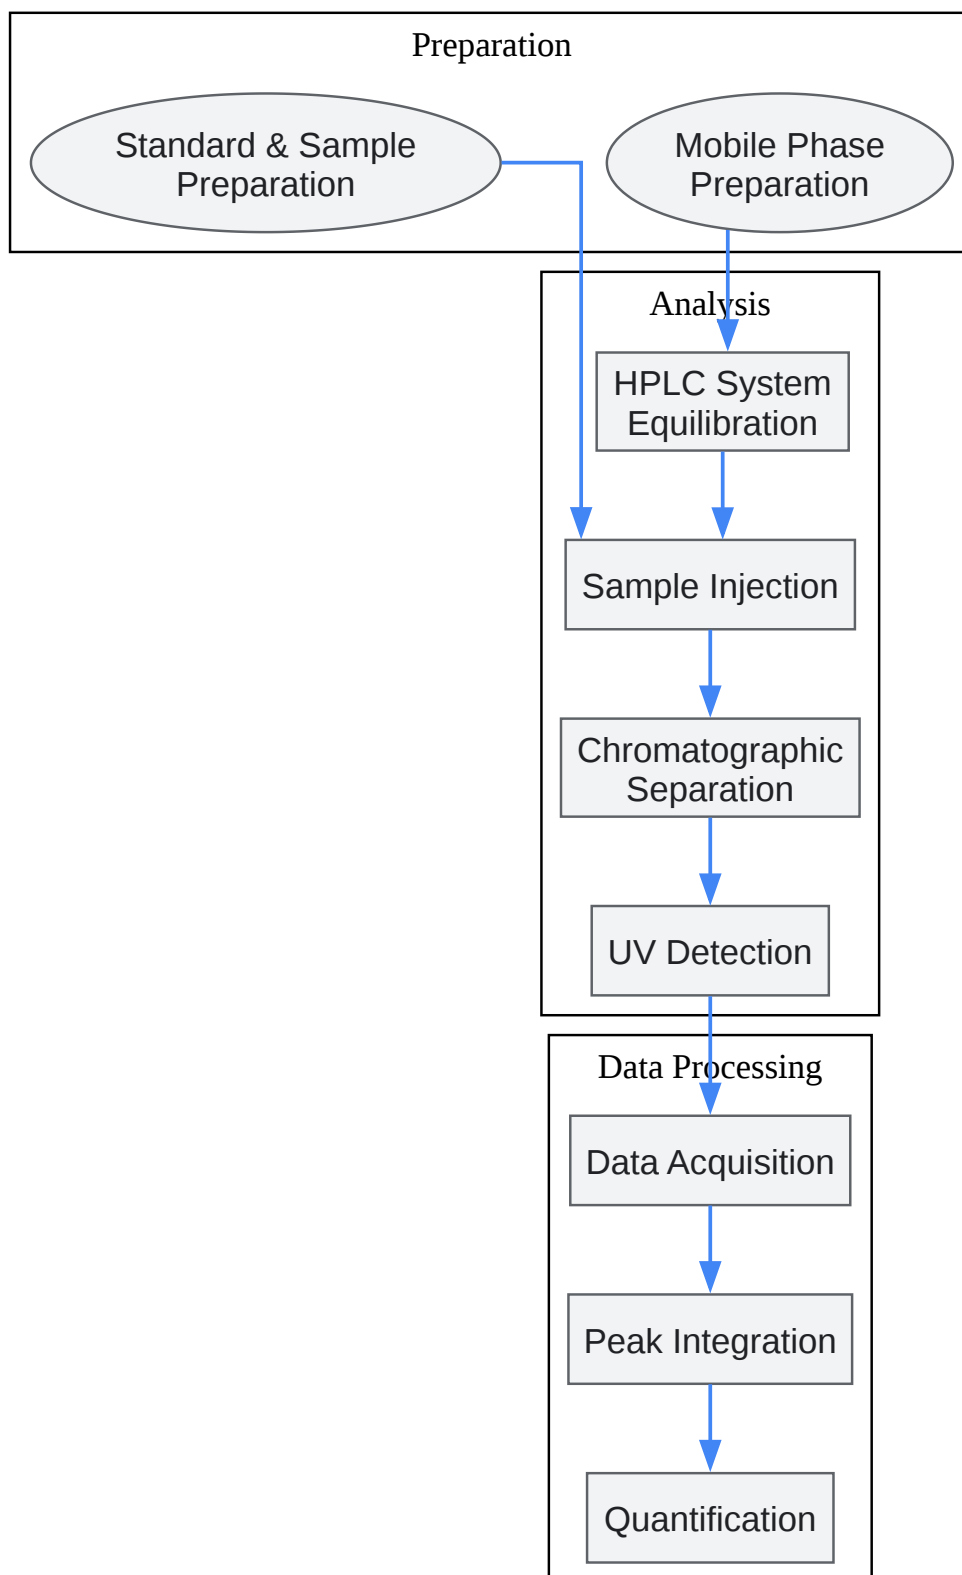 Preparation
Standard & Sample
Preparation
Mobile Phase
Preparation
Analysis
HPLC System
Equilibration
Sample Injection
Chromatographic
Separation
UV Detection
Data Processing
Data Acquisition
Peak Integration
Quantification